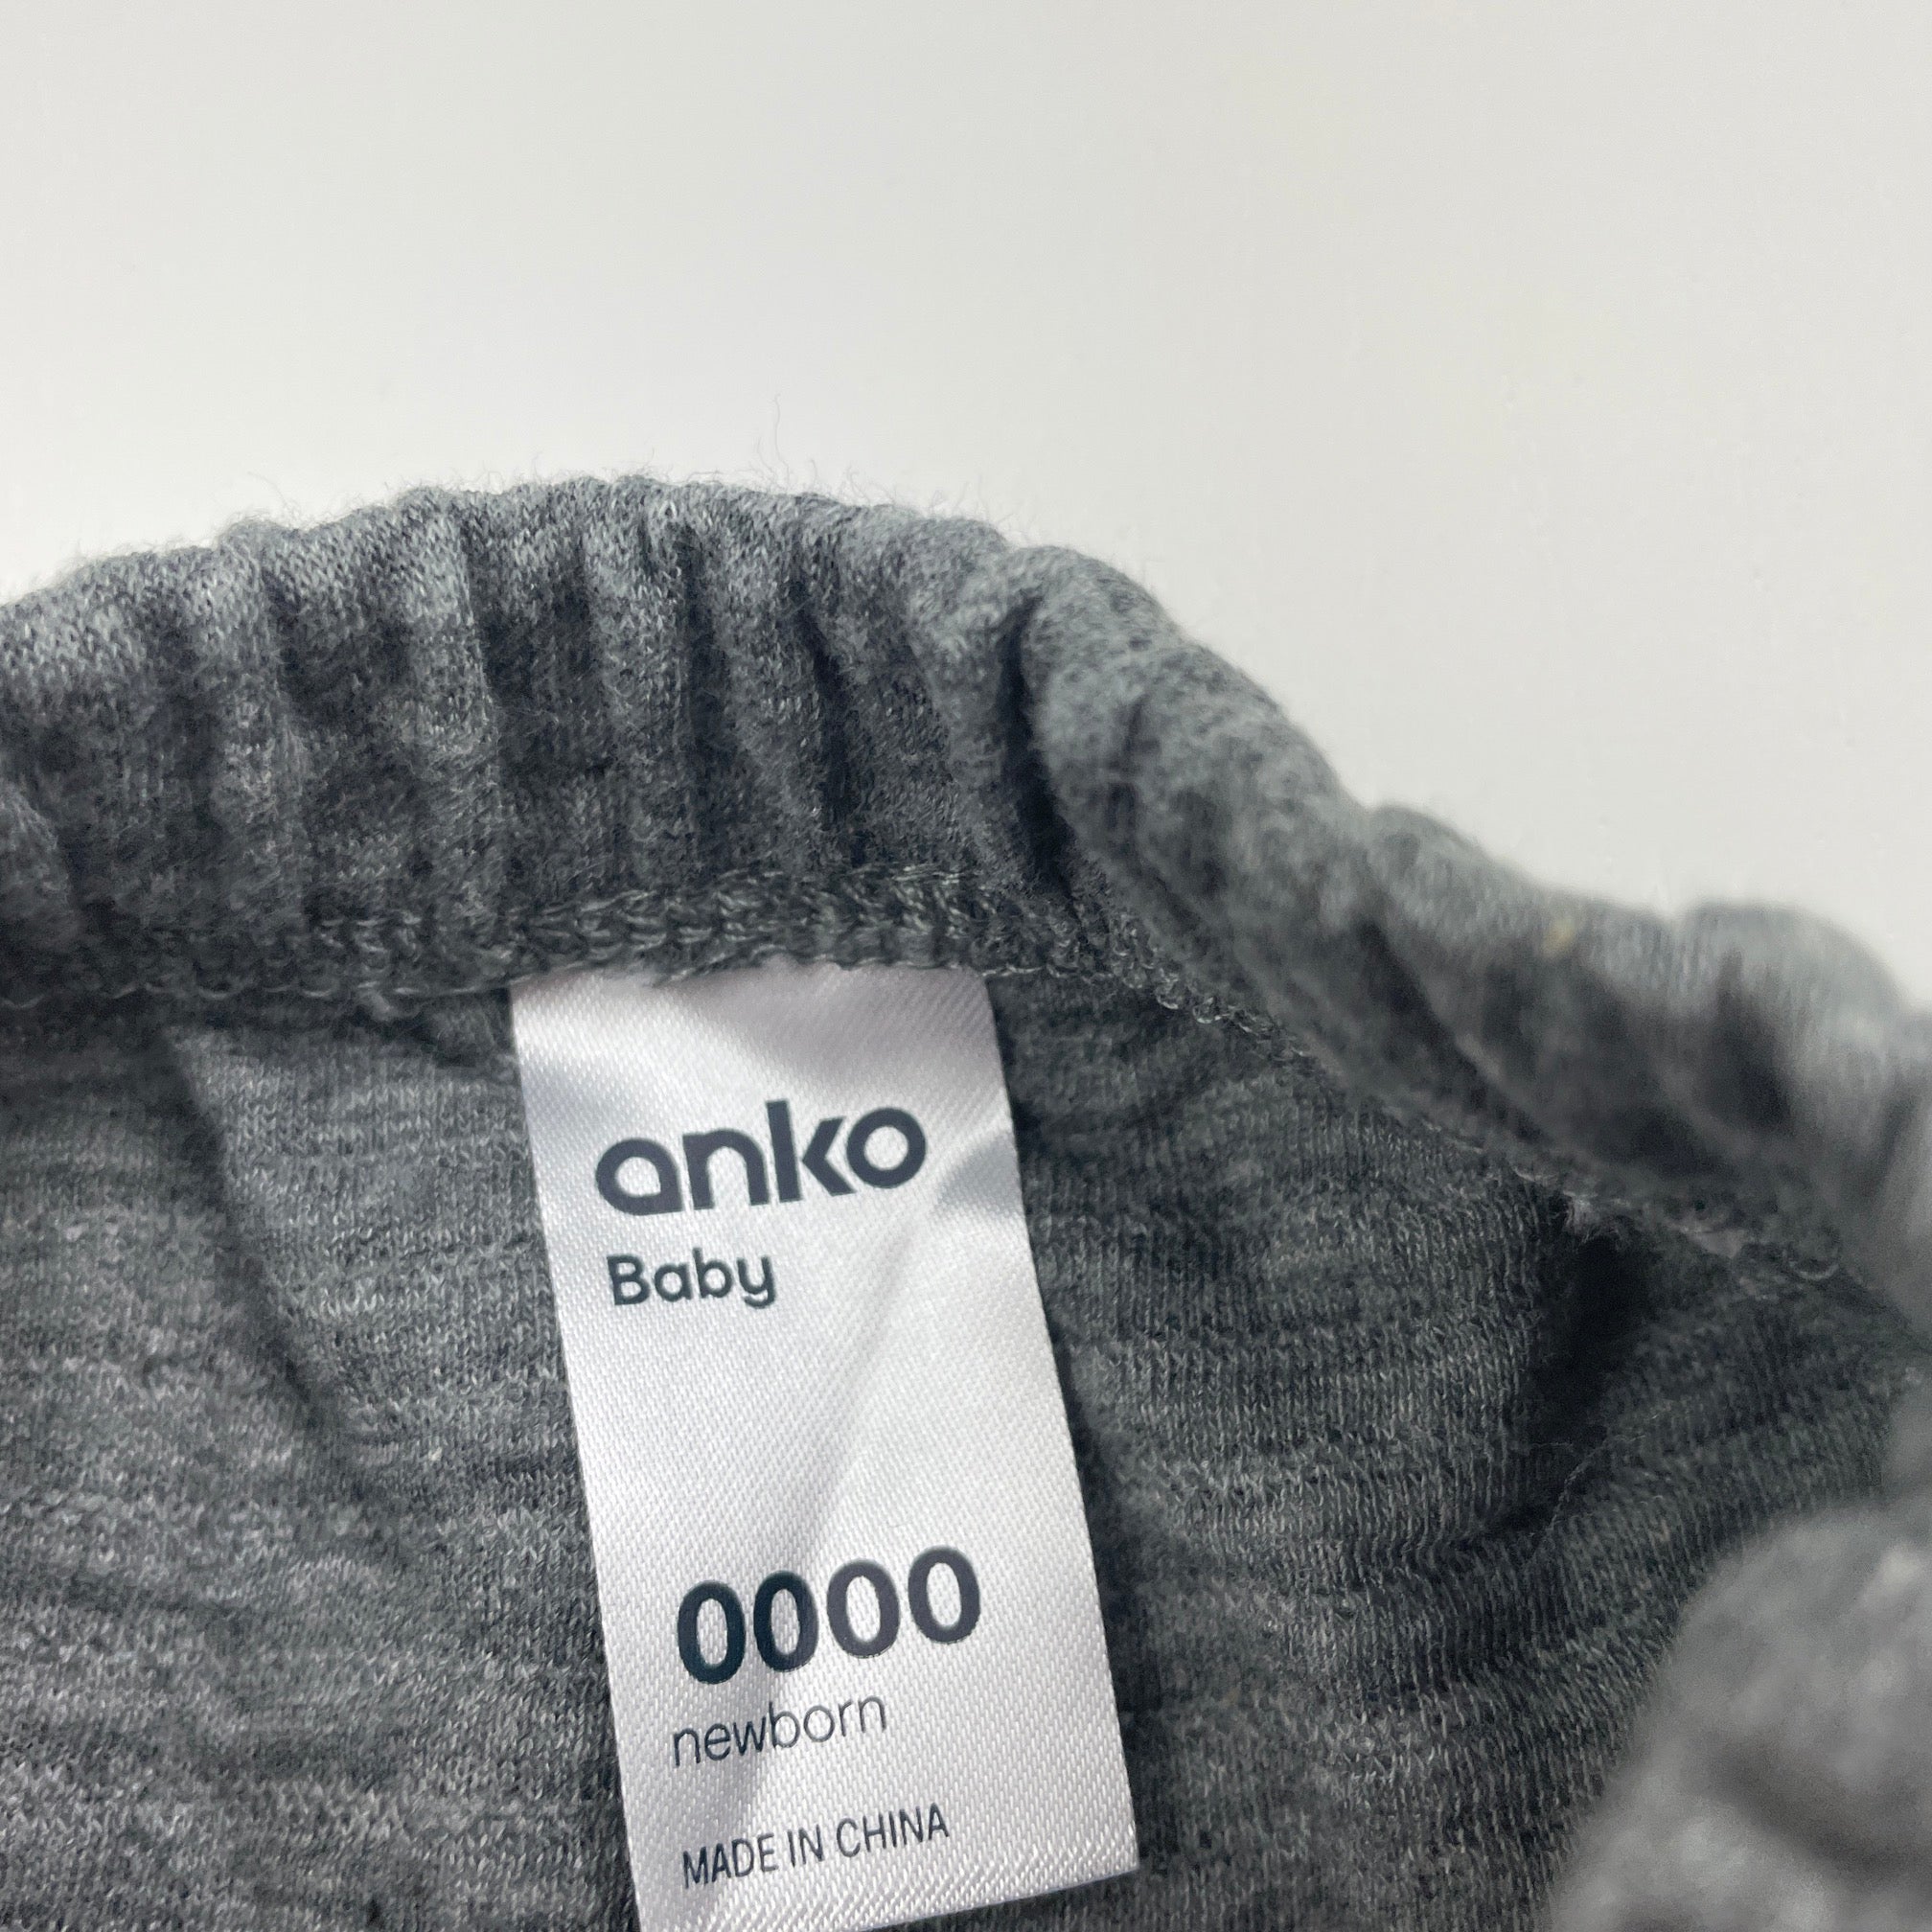 anko
Baby
0000
newborn
MADE IN CHINA